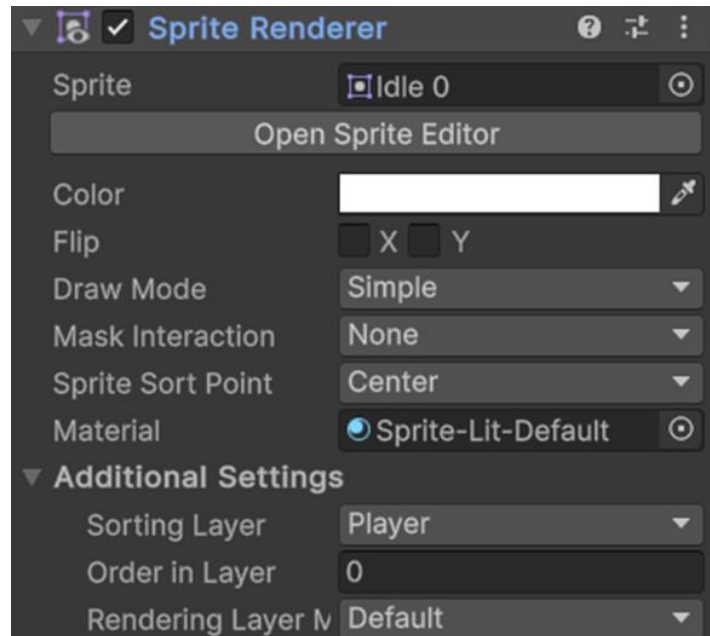 Sprite Renderer
Sprite Idle 0
Open Sprite Editor
Color
Flip X Y
Draw Mode Simple
Mask Interaction None
Sprite Sort Point Center
Material Sprite-Lit-Default
Additional Settings
Sorting Layer Player
Order in Layer 0
Rendering Layer M Default